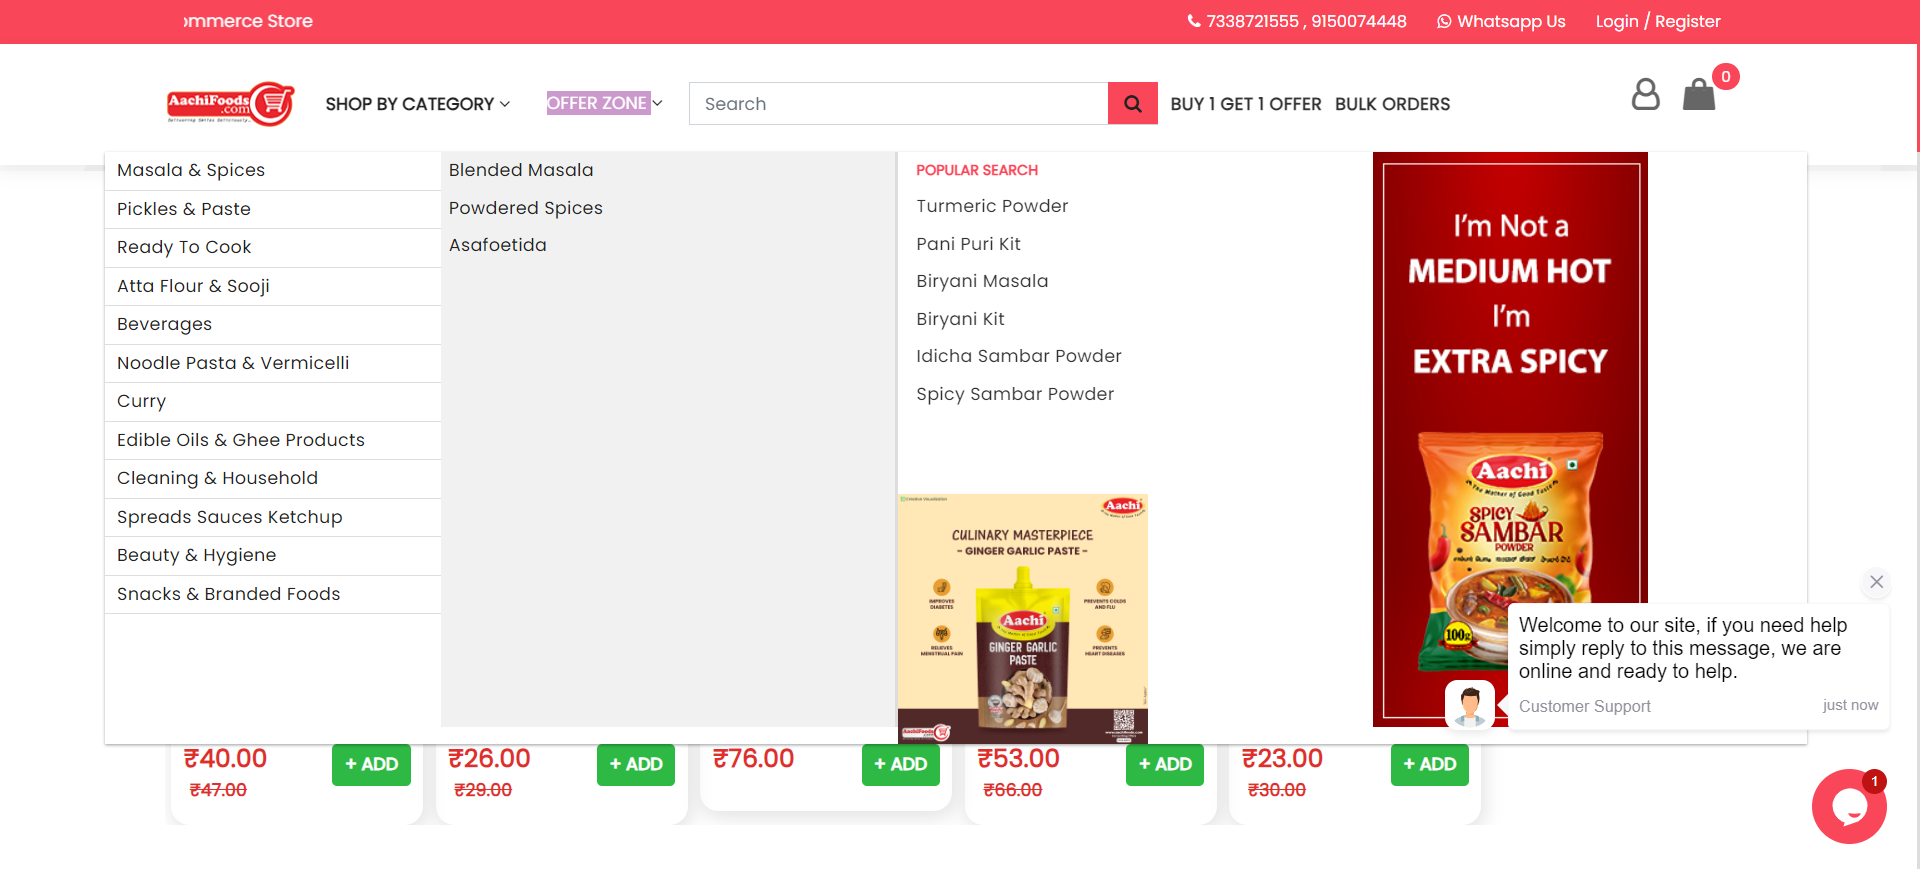 ommerce Store
7338721555 , 9150074448
Whatsapp Us
Login / Register
AachiFoods
.com
SHOP BY CATEGORY
OFFER ZONE
Search
BUY 1 GET 1 OFFER
BULK ORDERS
0
Masala & Spices
Pickles & Paste
Ready To Cook
Atta Flour & Sooji
Beverages
Noodle Pasta & Vermicelli
Curry
Edible Oils & Ghee Products
Cleaning & Household
Spreads Sauces Ketchup
Beauty & Hygiene
Snacks & Branded Foods
Blended Masala
Powdered Spices
Asafoetida
POPULAR SEARCH
Turmeric Powder
Pani Puri Kit
Biryani Masala
Biryani Kit
Idicha Sambar Powder
Spicy Sambar Powder
Aachi
CULINARY MASTERPIECE
- GINGER GARLIC PASTE -
IMPROVES
DIABETES
PREVENTS COLDS
AND FLU
RELIEVES
MENSTRUAL PAIN
PREVENTS
HEART DISEASES
Aachi
GINGER GARLIC
PASTE
I'm Not a
MEDIUM HOT
I'm
EXTRA SPICY
Aachi
The Mother of Good Taste
SPICY
SAMBAR
POWDER
100g
Welcome to our site, if you need help
simply reply to this message, we are
online and ready to help.
Customer Support
just now
1
₹40.00
+ ADD
₹47.00
₹26.00
+ ADD
₹29.00
₹76.00
+ ADD
₹53.00
+ ADD
₹66.00
₹23.00
+ ADD
₹30.00